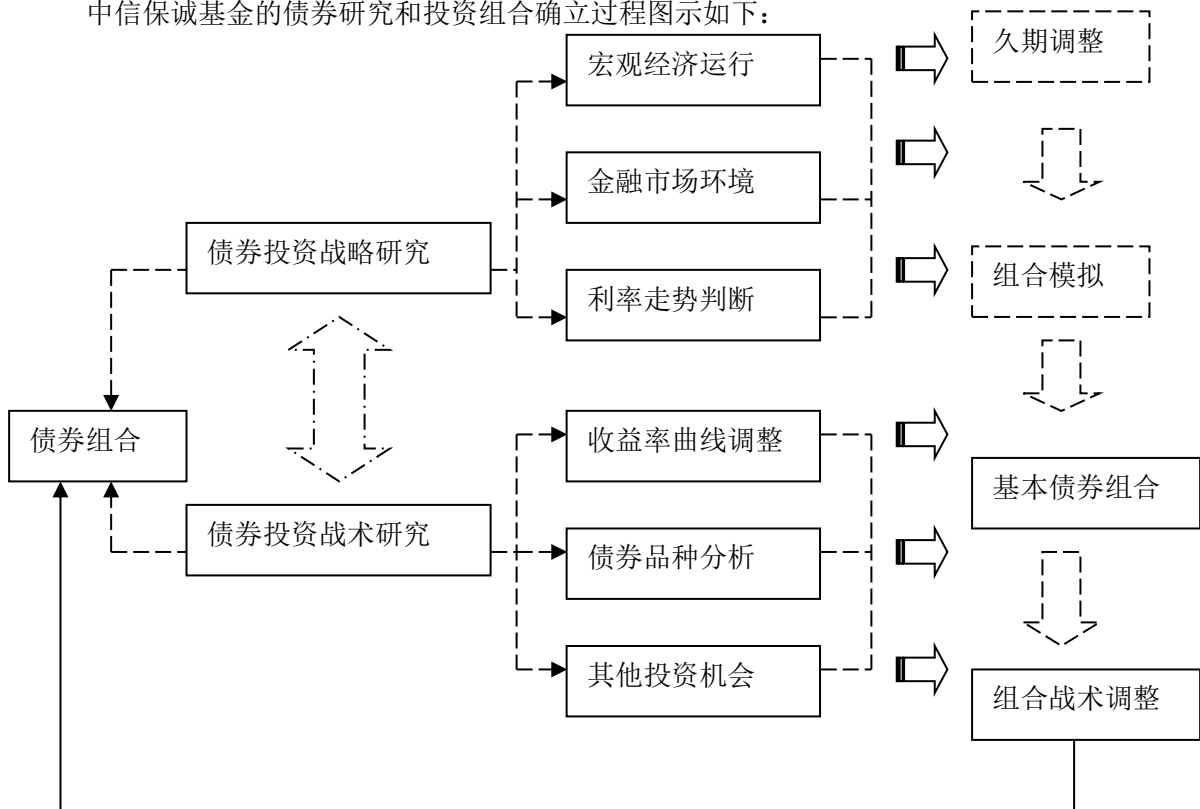 中信保诚基金的债券研究和投资组合确立过程图示如下：
宏观经济运行
久期调整
金融市场环境
债券投资战略研究
利率走势判断
组合模拟
债券组合
收益率曲线调整
基本债券组合
债券投资战术研究
债券品种分析
其他投资机会
组合战术调整